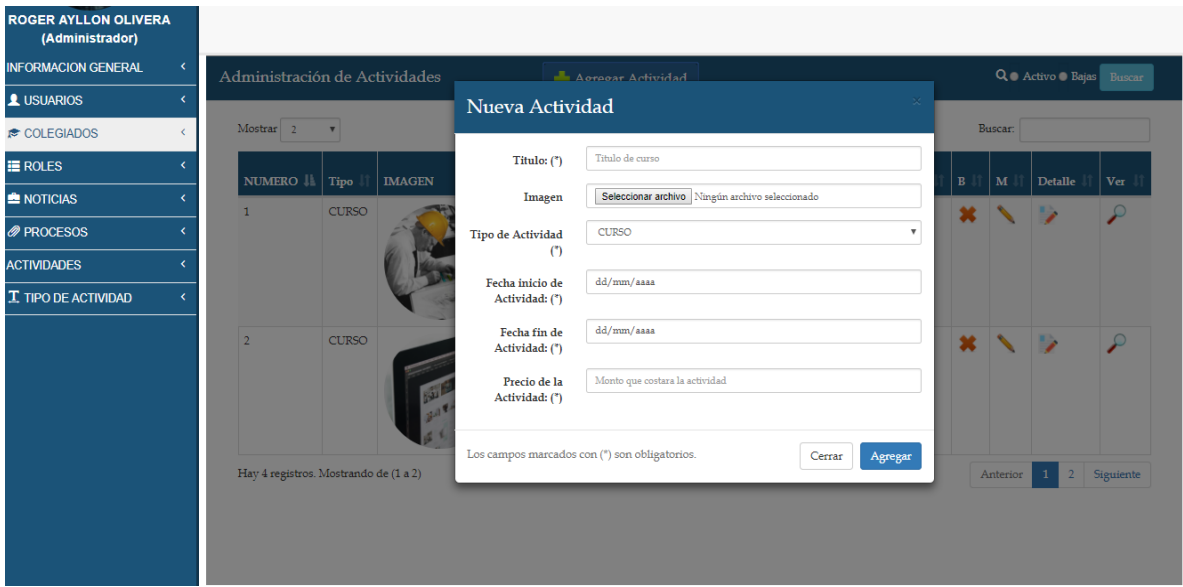 ROGER AYLLON OLIVERA
(Administrador)
INFORMACION GENERAL
USUARIOS
COLEGIADOS
ROLES
NOTICIAS
PROCESOS
ACTIVIDADES
TIPO DE ACTIVIDAD
Administración de Actividades
Agregar Actividad
Activo Bajas Buscar
Mostrar 2
Buscar:
NUMERO Tipo IMAGEN B M Detalle Ver
1 CURSO
2 CURSO
Hay 4 registros. Mostrando de (1 a 2)
Anterior 1 2 Siguiente
Nueva Actividad
×
Titulo: (*) Titulo de curso
Imagen Seleccionar archivo Ningún archivo seleccionado
Tipo de Actividad
(*)
CURSO
Fecha inicio de
Actividad: (*)
dd/mm/aaaa
Fecha fin de
Actividad: (*)
dd/mm/aaaa
Precio de la
Actividad: (*)
Monto que costara la actividad
Los campos marcados con (*) son obligatorios.
Cerrar Agregar